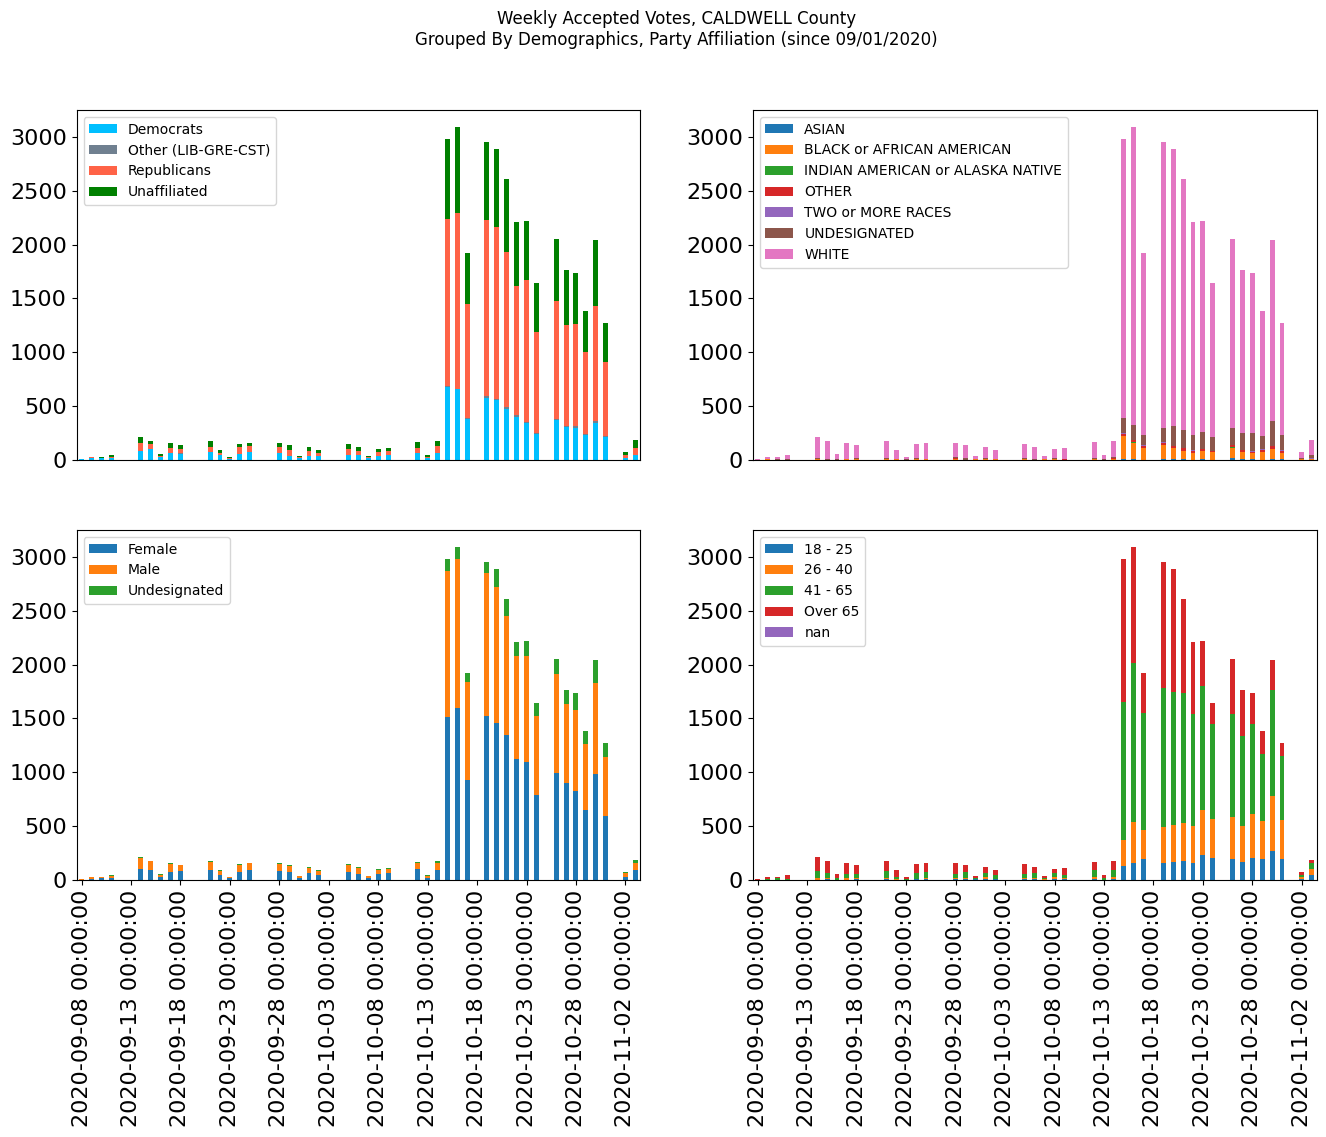 Weekly Accepted Votes, CALDWELL County
Grouped By Demographics, Party Affiliation (since 09/01/2020)
3000
2500
2000
1500
1000
500
0
Democrats
Other (LIB-GRE-CST)
Republicans
Unaffiliated
3000
2500
2000
1500
1000
500
0
ASIAN
BLACK or AFRICAN AMERICAN
INDIAN AMERICAN or ALASKA NATIVE
OTHER
TWO or MORE RACES
UNDESIGNATED
WHITE
3000
2500
2000
1500
1000
500
0
Female
Male
Undesignated
2020-09-08 00:00:00
2020-09-13 00:00:00
2020-09-18 00:00:00
2020-09-23 00:00:00
2020-09-28 00:00:00
2020-10-03 00:00:00
2020-10-08 00:00:00
2020-10-13 00:00:00
2020-10-18 00:00:00
2020-10-23 00:00:00
2020-10-28 00:00:00
2020-11-02 00:00:00
3000
2500
2000
1500
1000
500
0
18 - 25
26 - 40
41 - 65
Over 65
nan
2020-09-08 00:00:00
2020-09-13 00:00:00
2020-09-18 00:00:00
2020-09-23 00:00:00
2020-09-28 00:00:00
2020-10-03 00:00:00
2020-10-08 00:00:00
2020-10-13 00:00:00
2020-10-18 00:00:00
2020-10-23 00:00:00
2020-10-28 00:00:00
2020-11-02 00:00:00